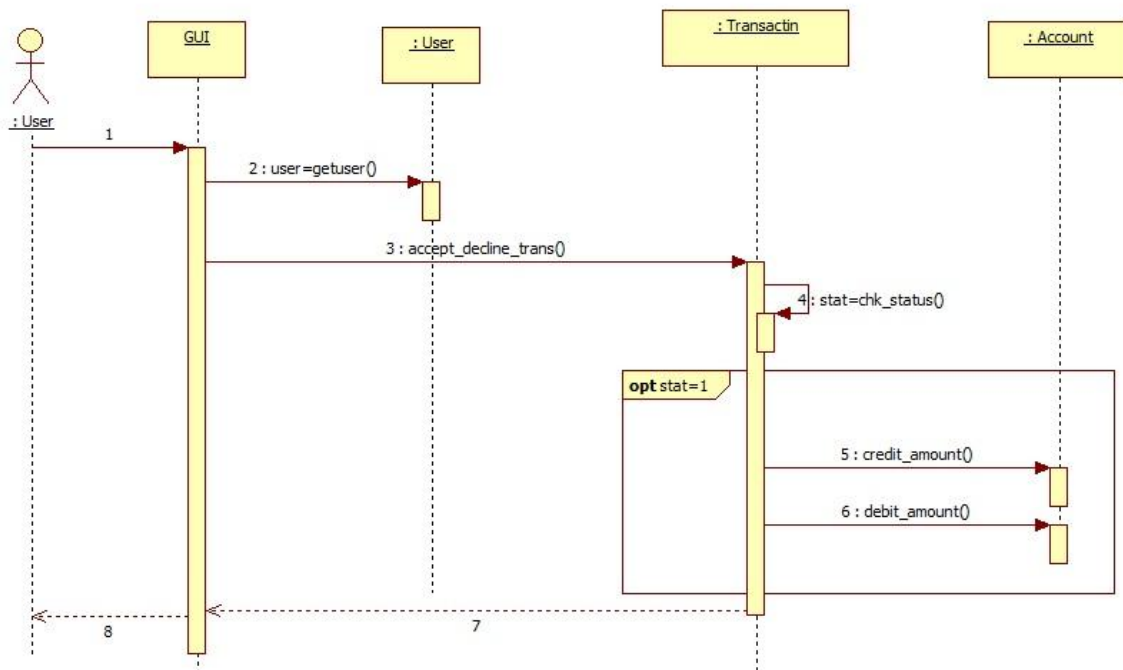 GUI
: User
: Transactin
: Account
: User
1
2 : user=getuser()
3 : accept_decline_trans()
4 : stat=chk_status()
opt stat=1
5 : credit_amount()
6 : debit_amount()
7
8